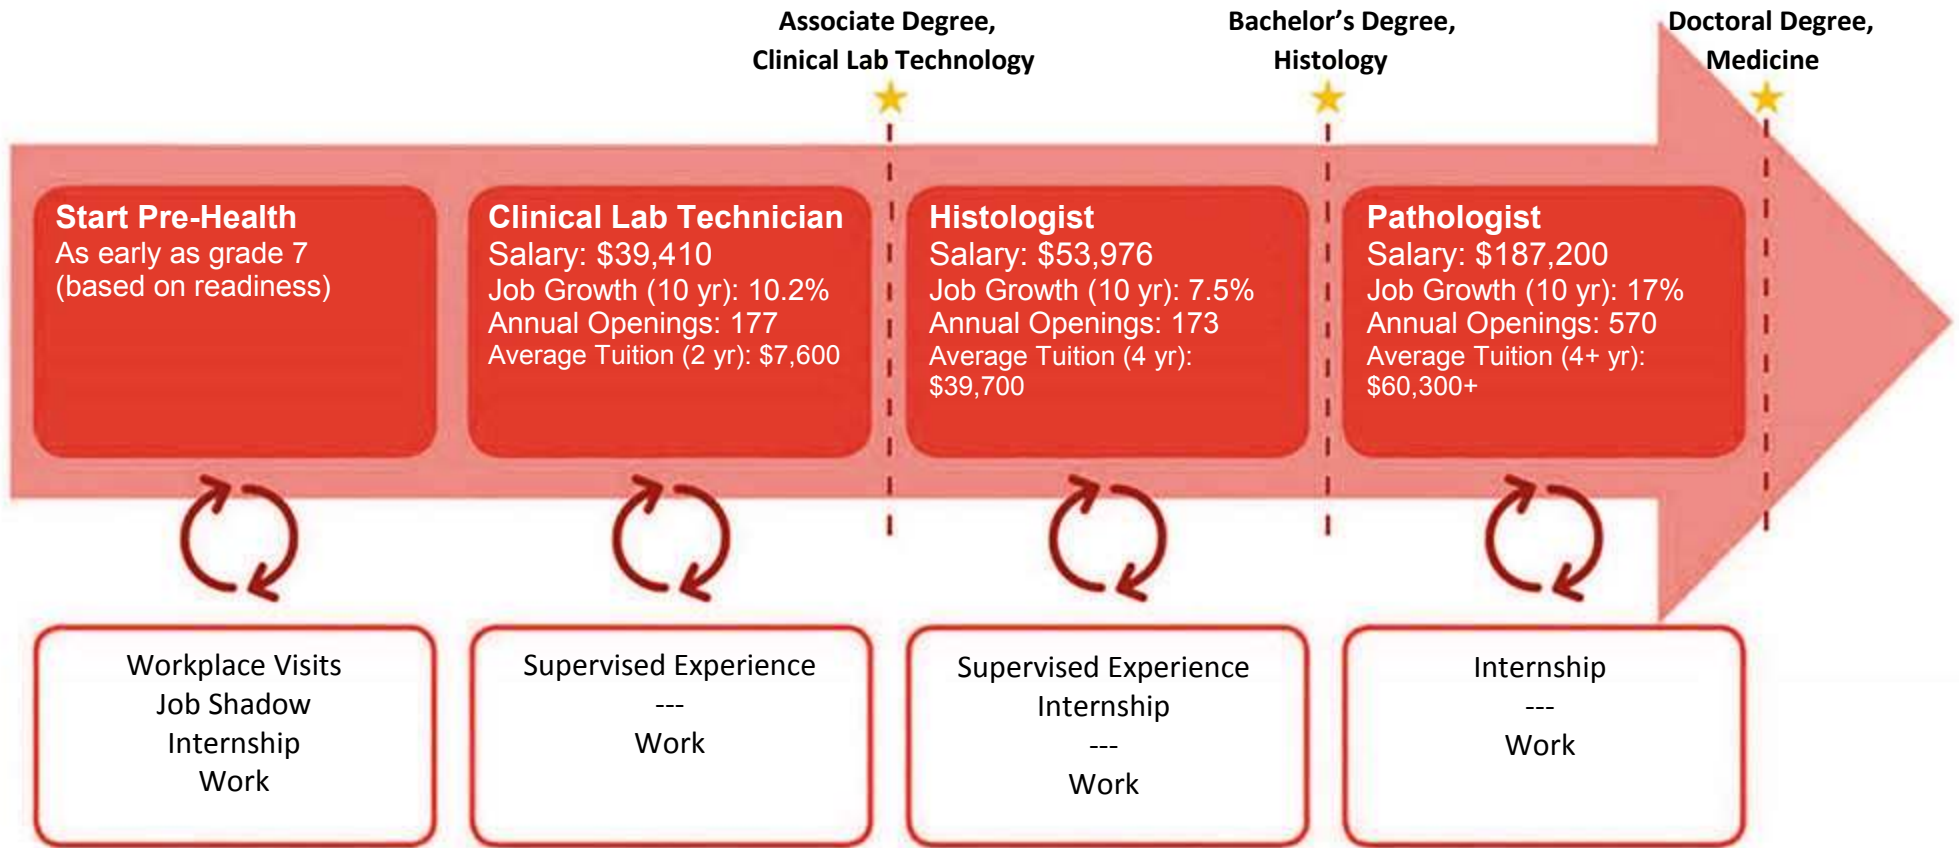 Associate Degree,
Clinical Lab Technology
Bachelor’s Degree,
Histology
Doctoral Degree,
Medicine
Start Pre-Health
As early as grade 7
(based on readiness)
Clinical Lab Technician
Salary: $39,410
Job Growth (10 yr): 10.2%
Annual Openings: 177
Average Tuition (2 yr): $7,600
Histologist
Salary: $53,976
Job Growth (10 yr): 7.5%
Annual Openings: 173
Average Tuition (4 yr):
$39,700
Pathologist
Salary: $187,200
Job Growth (10 yr): 17%
Annual Openings: 570
Average Tuition (4+ yr):
$60,300+
Workplace Visits
Job Shadow
Internship
Work
Supervised Experience
---
Work
Supervised Experience
Internship
---
Work
Internship
---
Work